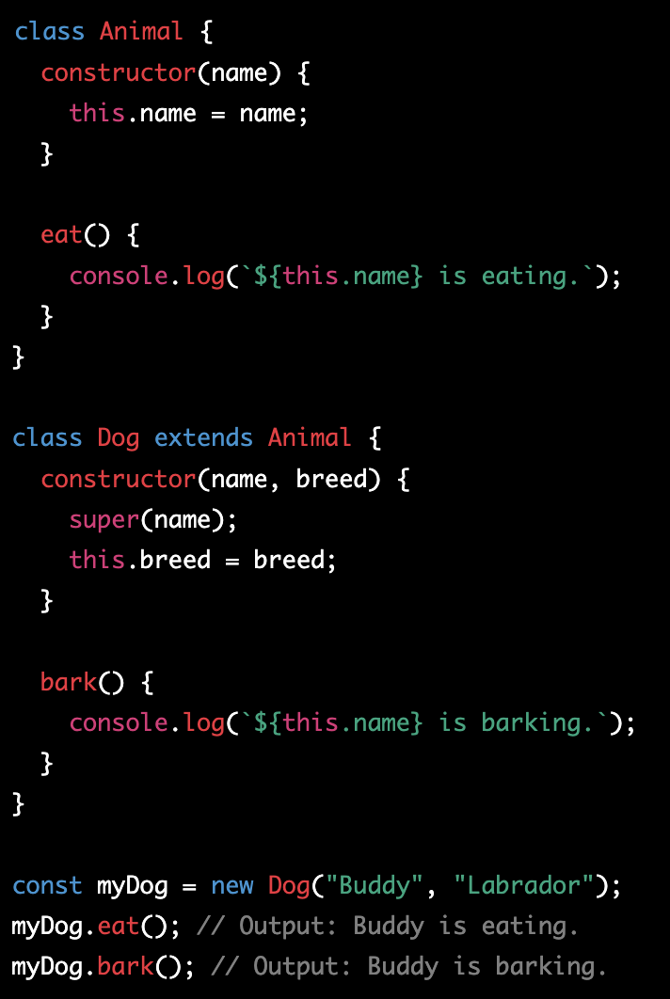 class Animal {
  constructor(name) {
    this.name = name;
  }

  eat() {
    console.log(`${this.name} is eating.`);
  }
}

class Dog extends Animal {
  constructor(name, breed) {
    super(name);
    this.breed = breed;
  }

  bark() {
    console.log(`${this.name} is barking.`);
  }
}

const myDog = new Dog("Buddy", "Labrador");
myDog.eat(); // Output: Buddy is eating.
myDog.bark(); // Output: Buddy is barking.